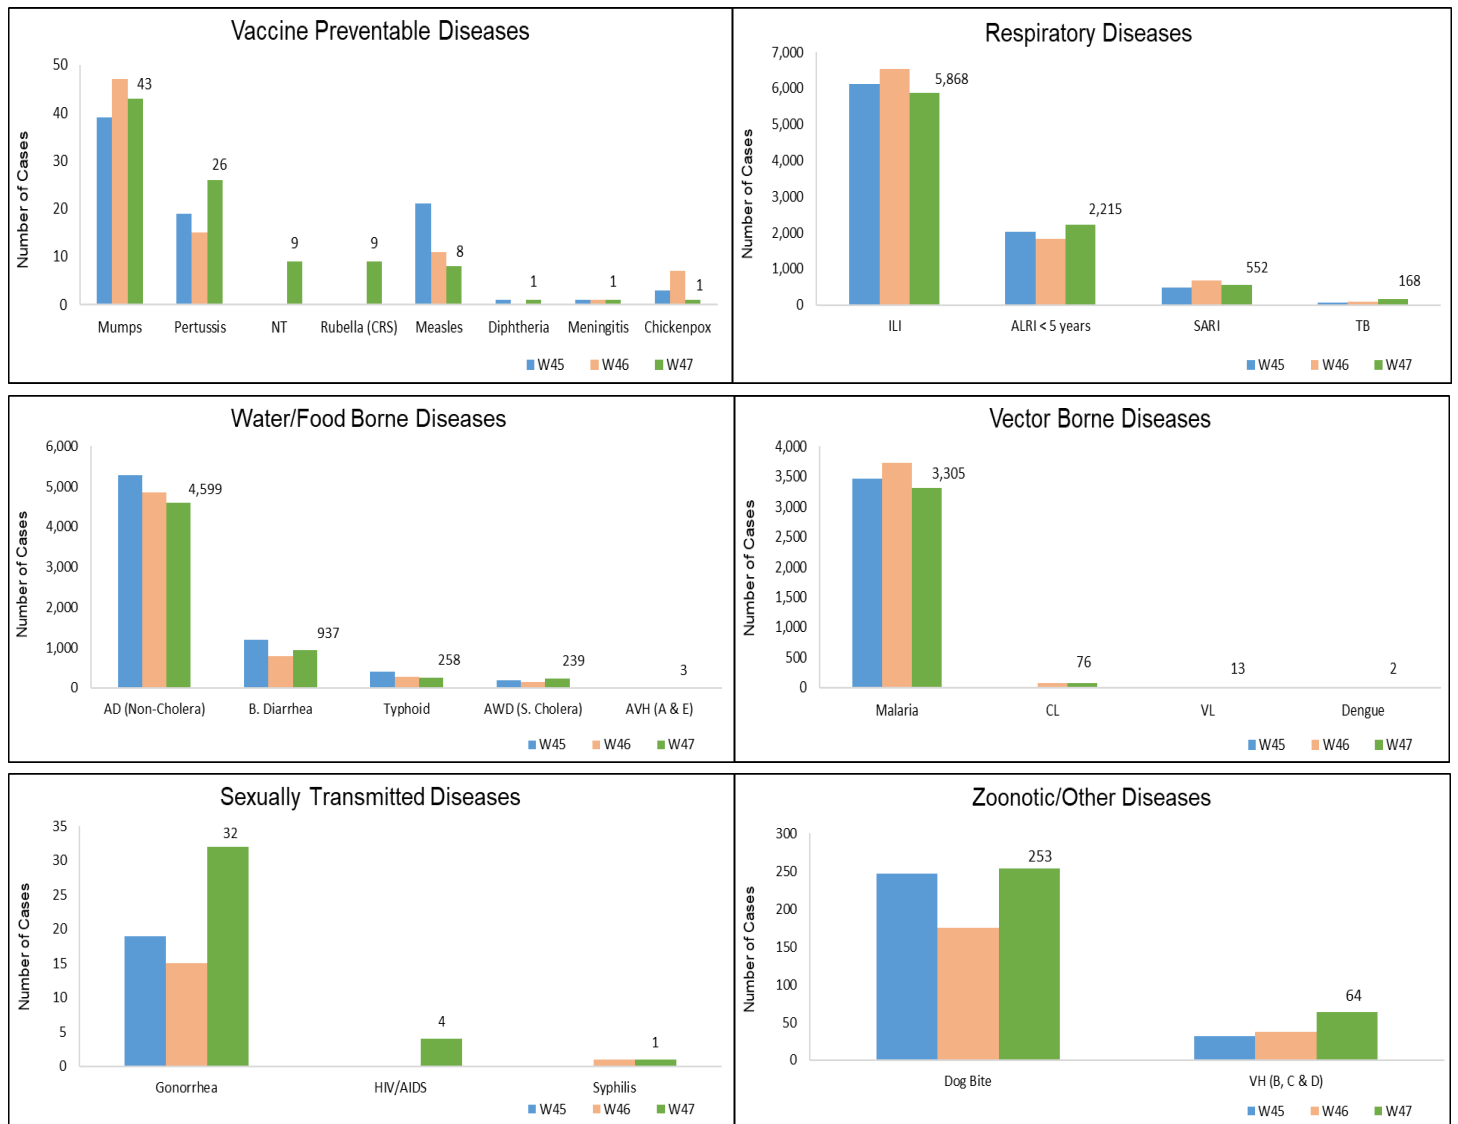 Vaccine Preventable Diseases
Number of Cases
50
40
30
20
10
0
43
26
9
9
8
1
1
1
Mumps Pertussis NT Rubella (CRS) Measles Diphtheria Meningitis Chickenpox
W45 W46 W47
Respiratory Diseases
Number of Cases
7,000
6,000
5,000
4,000
3,000
2,000
1,000
0
5,868
2,215
552
168
ILI ALRI < 5 years SARI TB
W45 W46 W47
Water/Food Borne Diseases
Number of Cases
6,000
5,000
4,000
3,000
2,000
1,000
0
4,599
937
258
239
3
AD (Non-Cholera) B. Diarrhea Typhoid AWD (S. Cholera) AVH (A & E)
W45 W46 W47
Vector Borne Diseases
Number of Cases
4,000
3,500
3,000
2,500
2,000
1,500
1,000
500
0
3,305
76
13
2
Malaria CL VL Dengue
W45 W46 W47
Sexually Transmitted Diseases
Number of Cases
35
30
25
20
15
10
5
0
32
4
1
Gonorrhea HIV/AIDS Syphilis
W45 W46 W47
Zoonotic/Other Diseases
Number of Cases
300
250
200
150
100
50
0
253
64
Dog Bite VH (B, C & D)
W45 W46 W47